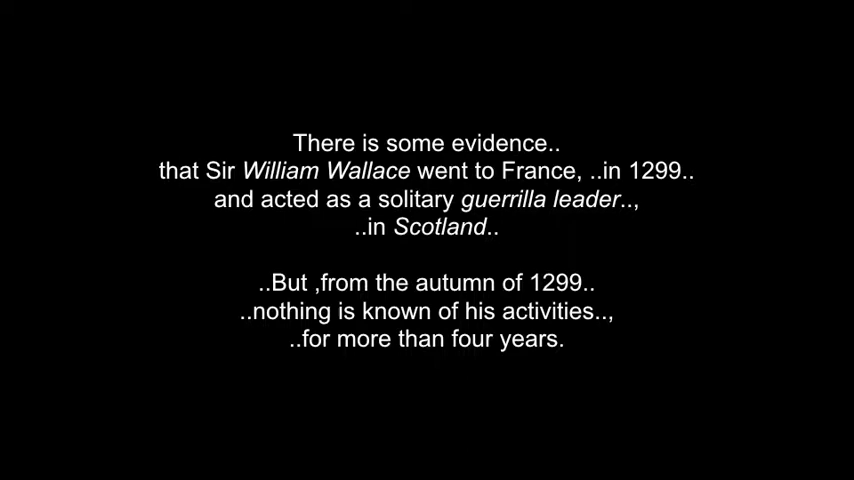 There is some evidence..
that Sir William Wallace went to France, ..in 1299..
and acted as a solitary guerrilla leader..,
..in Scotland..
..But ,from the autumn of 1299..
..nothing is known of his activities..,
..for more than four years.